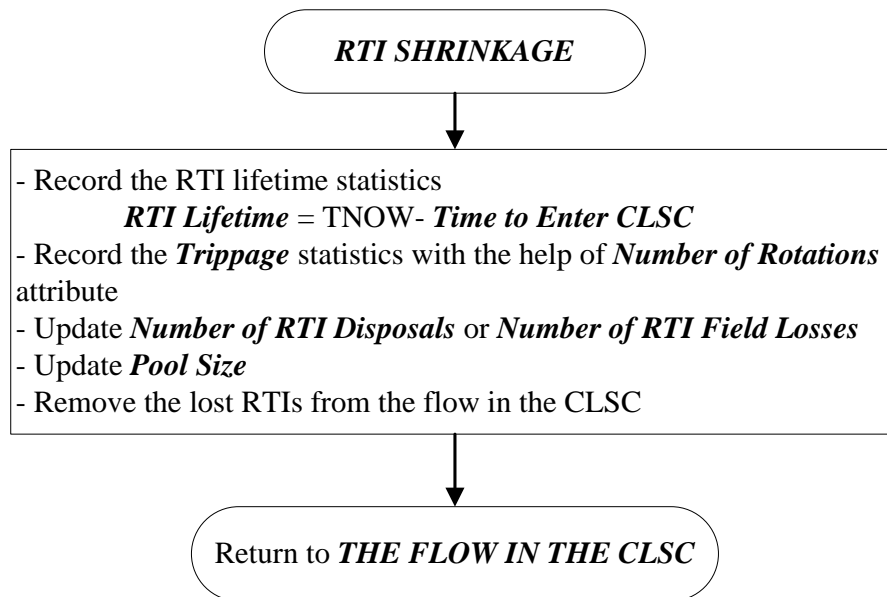 RTI SHRINKAGE
- Record the RTI lifetime statistics
RTI Lifetime = TNOW- Time to Enter CLSC
- Record the Trippage statistics with the help of Number of Rotations
attribute
- Update Number of RTI Disposals or Number of RTI Field Losses
- Update Pool Size
- Remove the lost RTIs from the flow in the CLSC
Return to THE FLOW IN THE CLSC